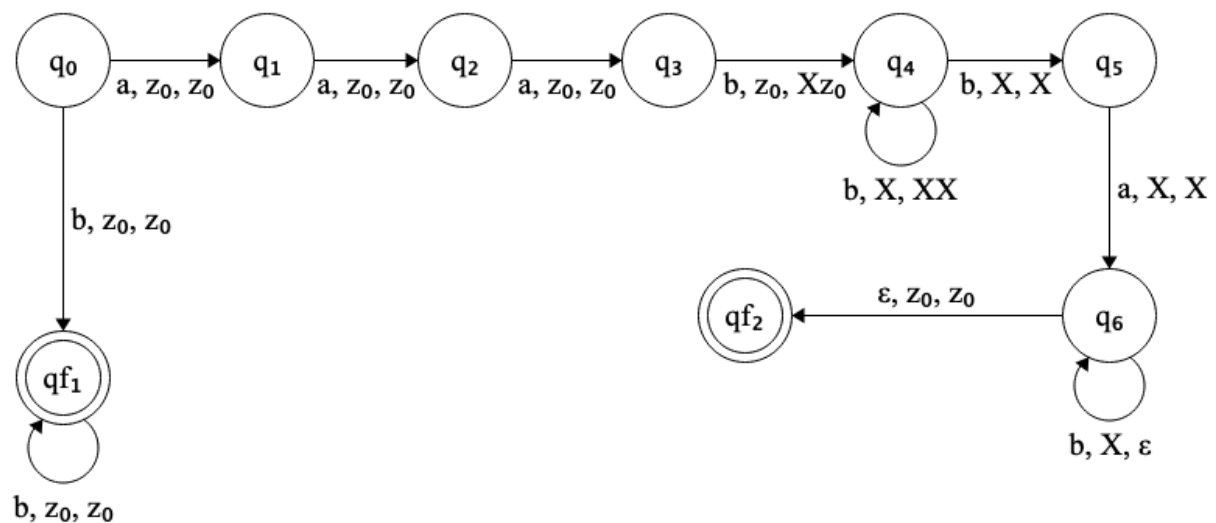 q₀ q₁ q₂ q₃ q₄ q₅
a, z₀, z₀ a, z₀, z₀ a, z₀, z₀ b, z₀, Xz₀ b, X, X
b, X, XX a, X, X
b, z₀, z₀
ε, z₀, z₀
qf₂ q₆
qf₁
b, X, ε
b, z₀, z₀